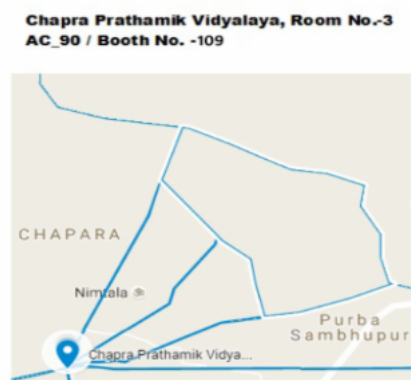 Chapra Prathamik Vidyalaya, Room No.-3
AC_90 / Booth No. -109
CHAPARA
Nimtala
Purba
Sambhupur
Chapra Prathamik Vidya...